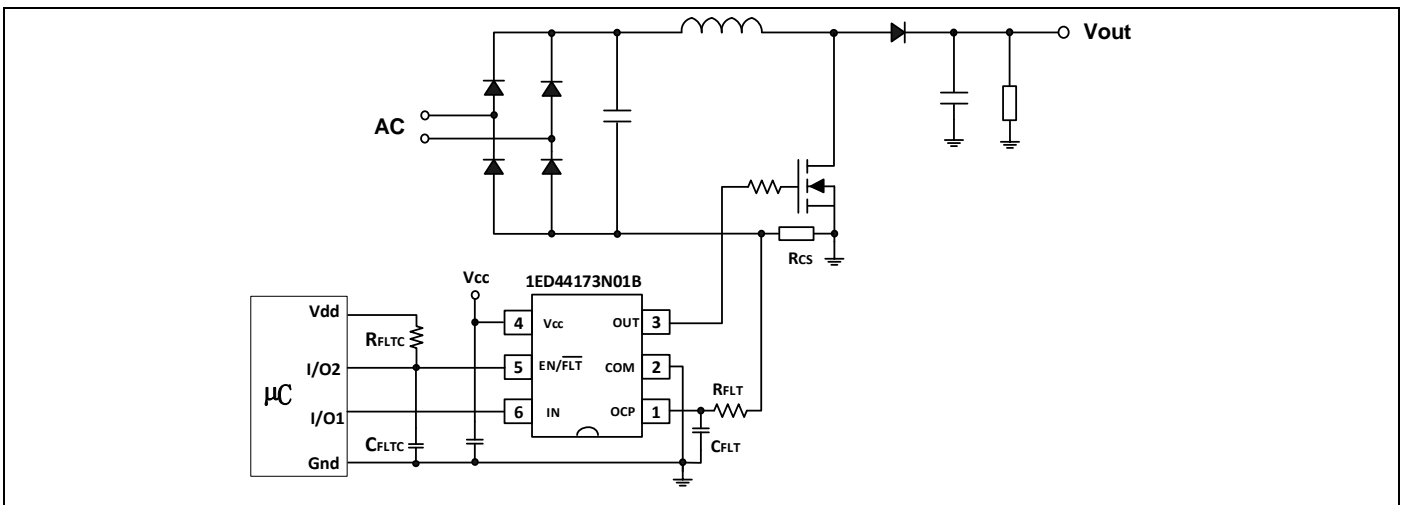 Vout
AC
RCS
Vcc
1ED44173N01B
Vdd
RFLTC
I/O2
μC
I/O1
CFLTC
Gnd
4 Vcc OUT 3
5 EN/FLT COM 2
6 IN OCP 1
RFLT
CFLT